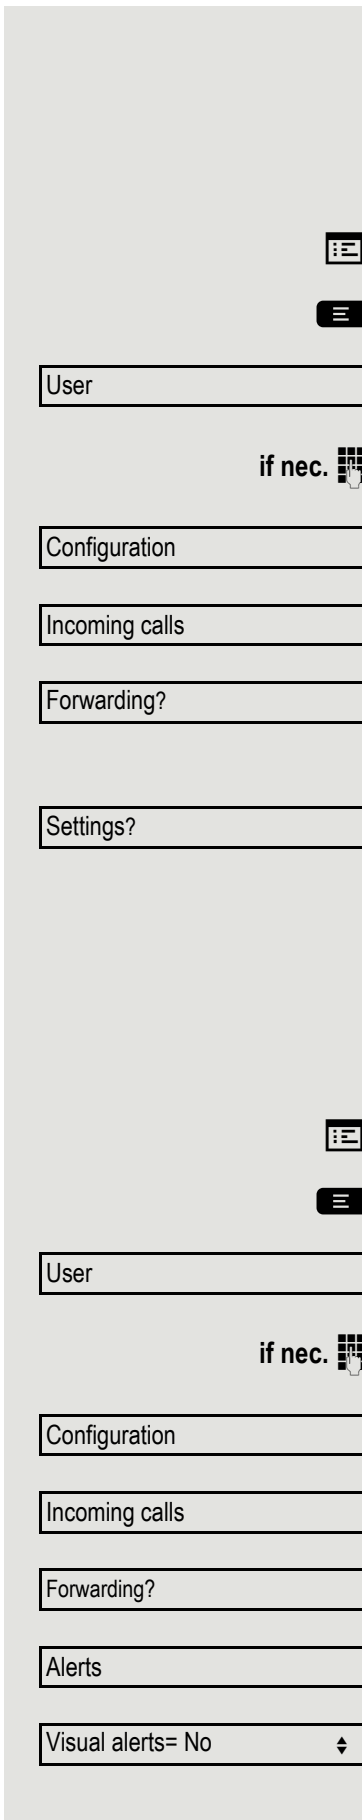 User
if nec.
Configuration
Incoming calls
Forwarding?
Settings?
User
if nec.
Configuration
Incoming calls
Forwarding?
Alerts
Visual alerts= No